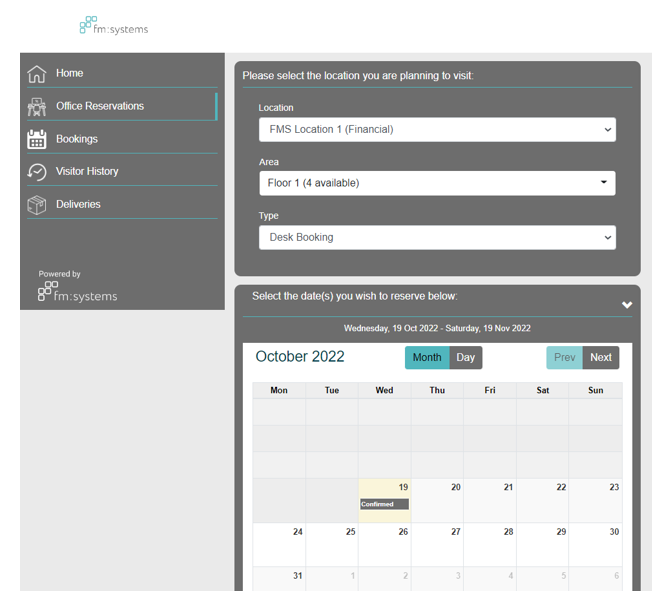 fm:systems
Home
Office Reservations
Bookings
Visitor History
Deliveries
Powered by
fm:systems
Please select the location you are planning to visit:
Location
FMS Location 1 (Financial)
Area
Floor 1 (4 available)
Type
Desk Booking
Select the date(s) you wish to reserve below:
Wednesday, 19 Oct 2022 - Saturday, 19 Nov 2022
October 2022 Month Day Prev Next
Mon Tue Wed Thu Fri Sat Sun
19 20 21 22 23
Confirmed
24 25 26 27 28 29 30
31 1 2 3 4 5 6